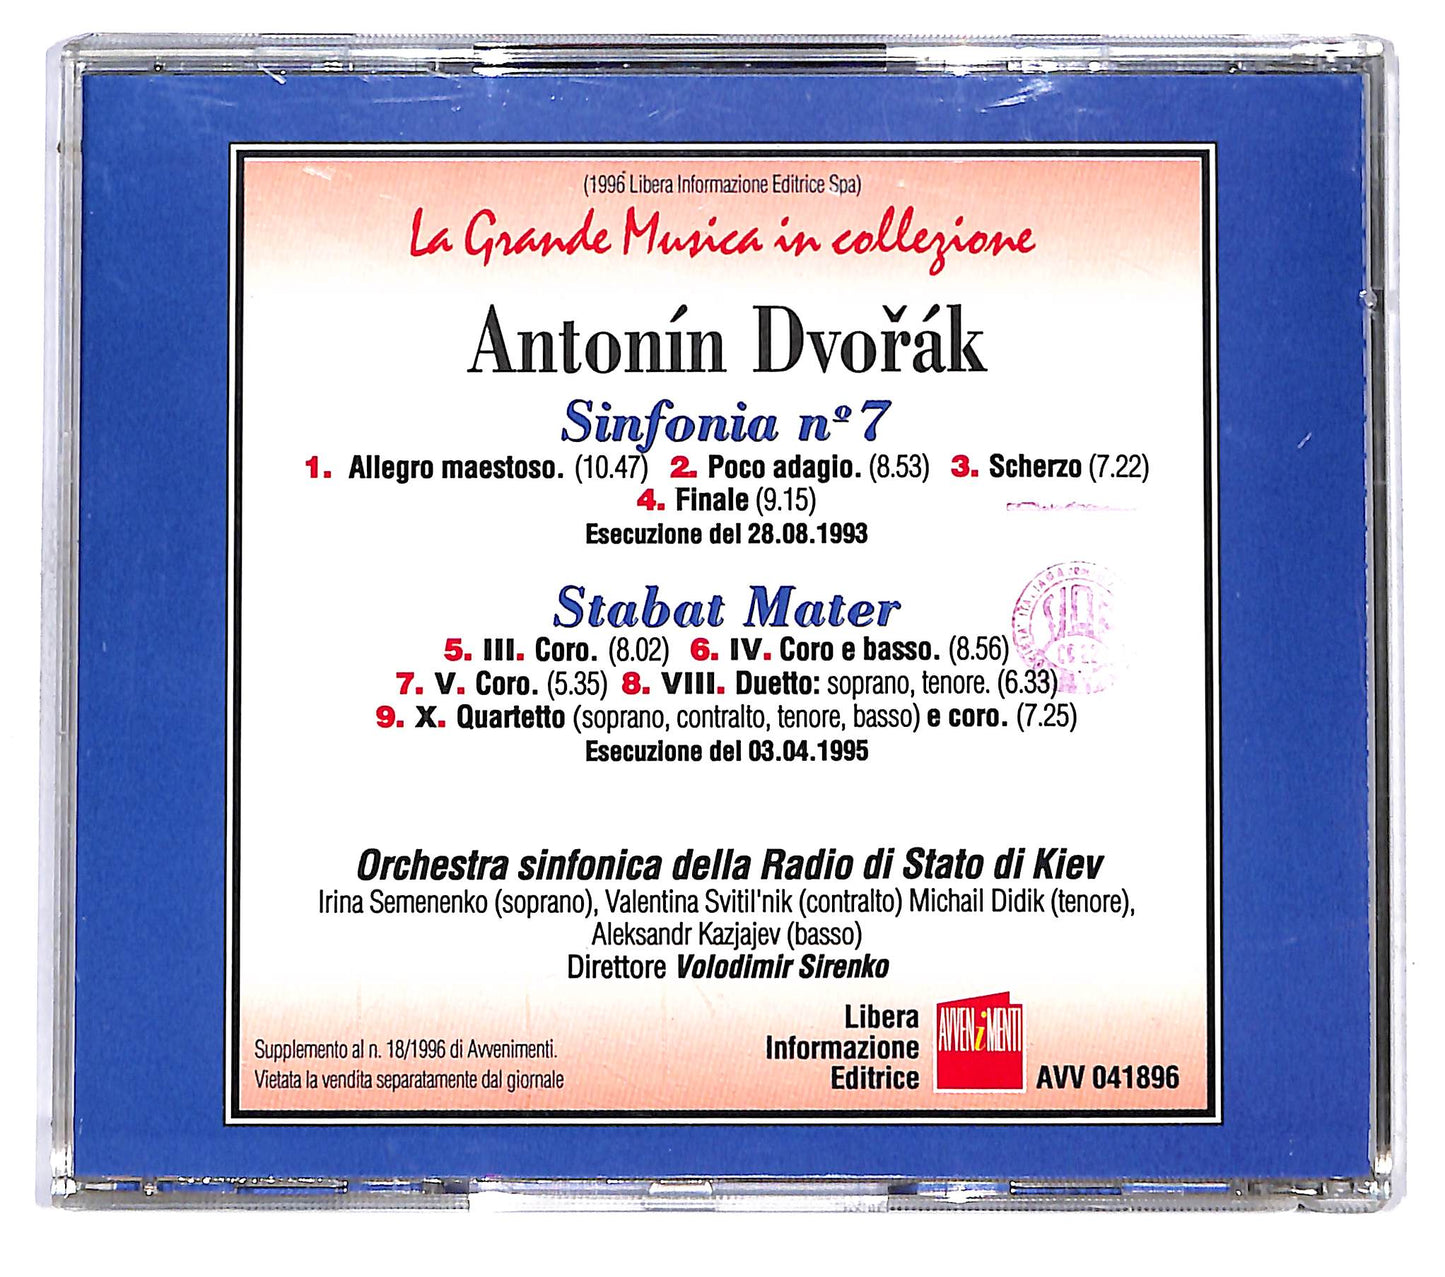 (1996 Libera Informazione Editrice Spa)
La Grande Musica in collezione
Antonín Dvořák
Sinfonia nº 7
1. Allegro maestoso. (10.47) 2. Poco adagio. (8.53) 3. Scherzo (7.22)
4. Finale (9.15)
Esecuzione del 28.08.1993
Stabat Mater
5. III. Coro. (8.02) 6. IV. Coro e basso. (8.56)
7. V. Coro. (5.35) 8. VIII. Duetto: soprano, tenore. (6.33)
9. X. Quartetto (soprano, contralto, tenore, basso) e coro. (7.25)
Esecuzione del 03.04.1995
Orchestra sinfonica della Radio di Stato di Kiev
Irina Semenenko (soprano), Valentina Svitil'nik (contralto) Michail Didik (tenore),
Aleksandr Kazjajev (basso)
Direttore Volodimir Sirenko
Supplemento al n. 18/1996 di Avvenimenti.
Vietata la vendita separatamente dal giornale
Libera
Informazione
Editrice
AVVENiMENTI
AVV 041896